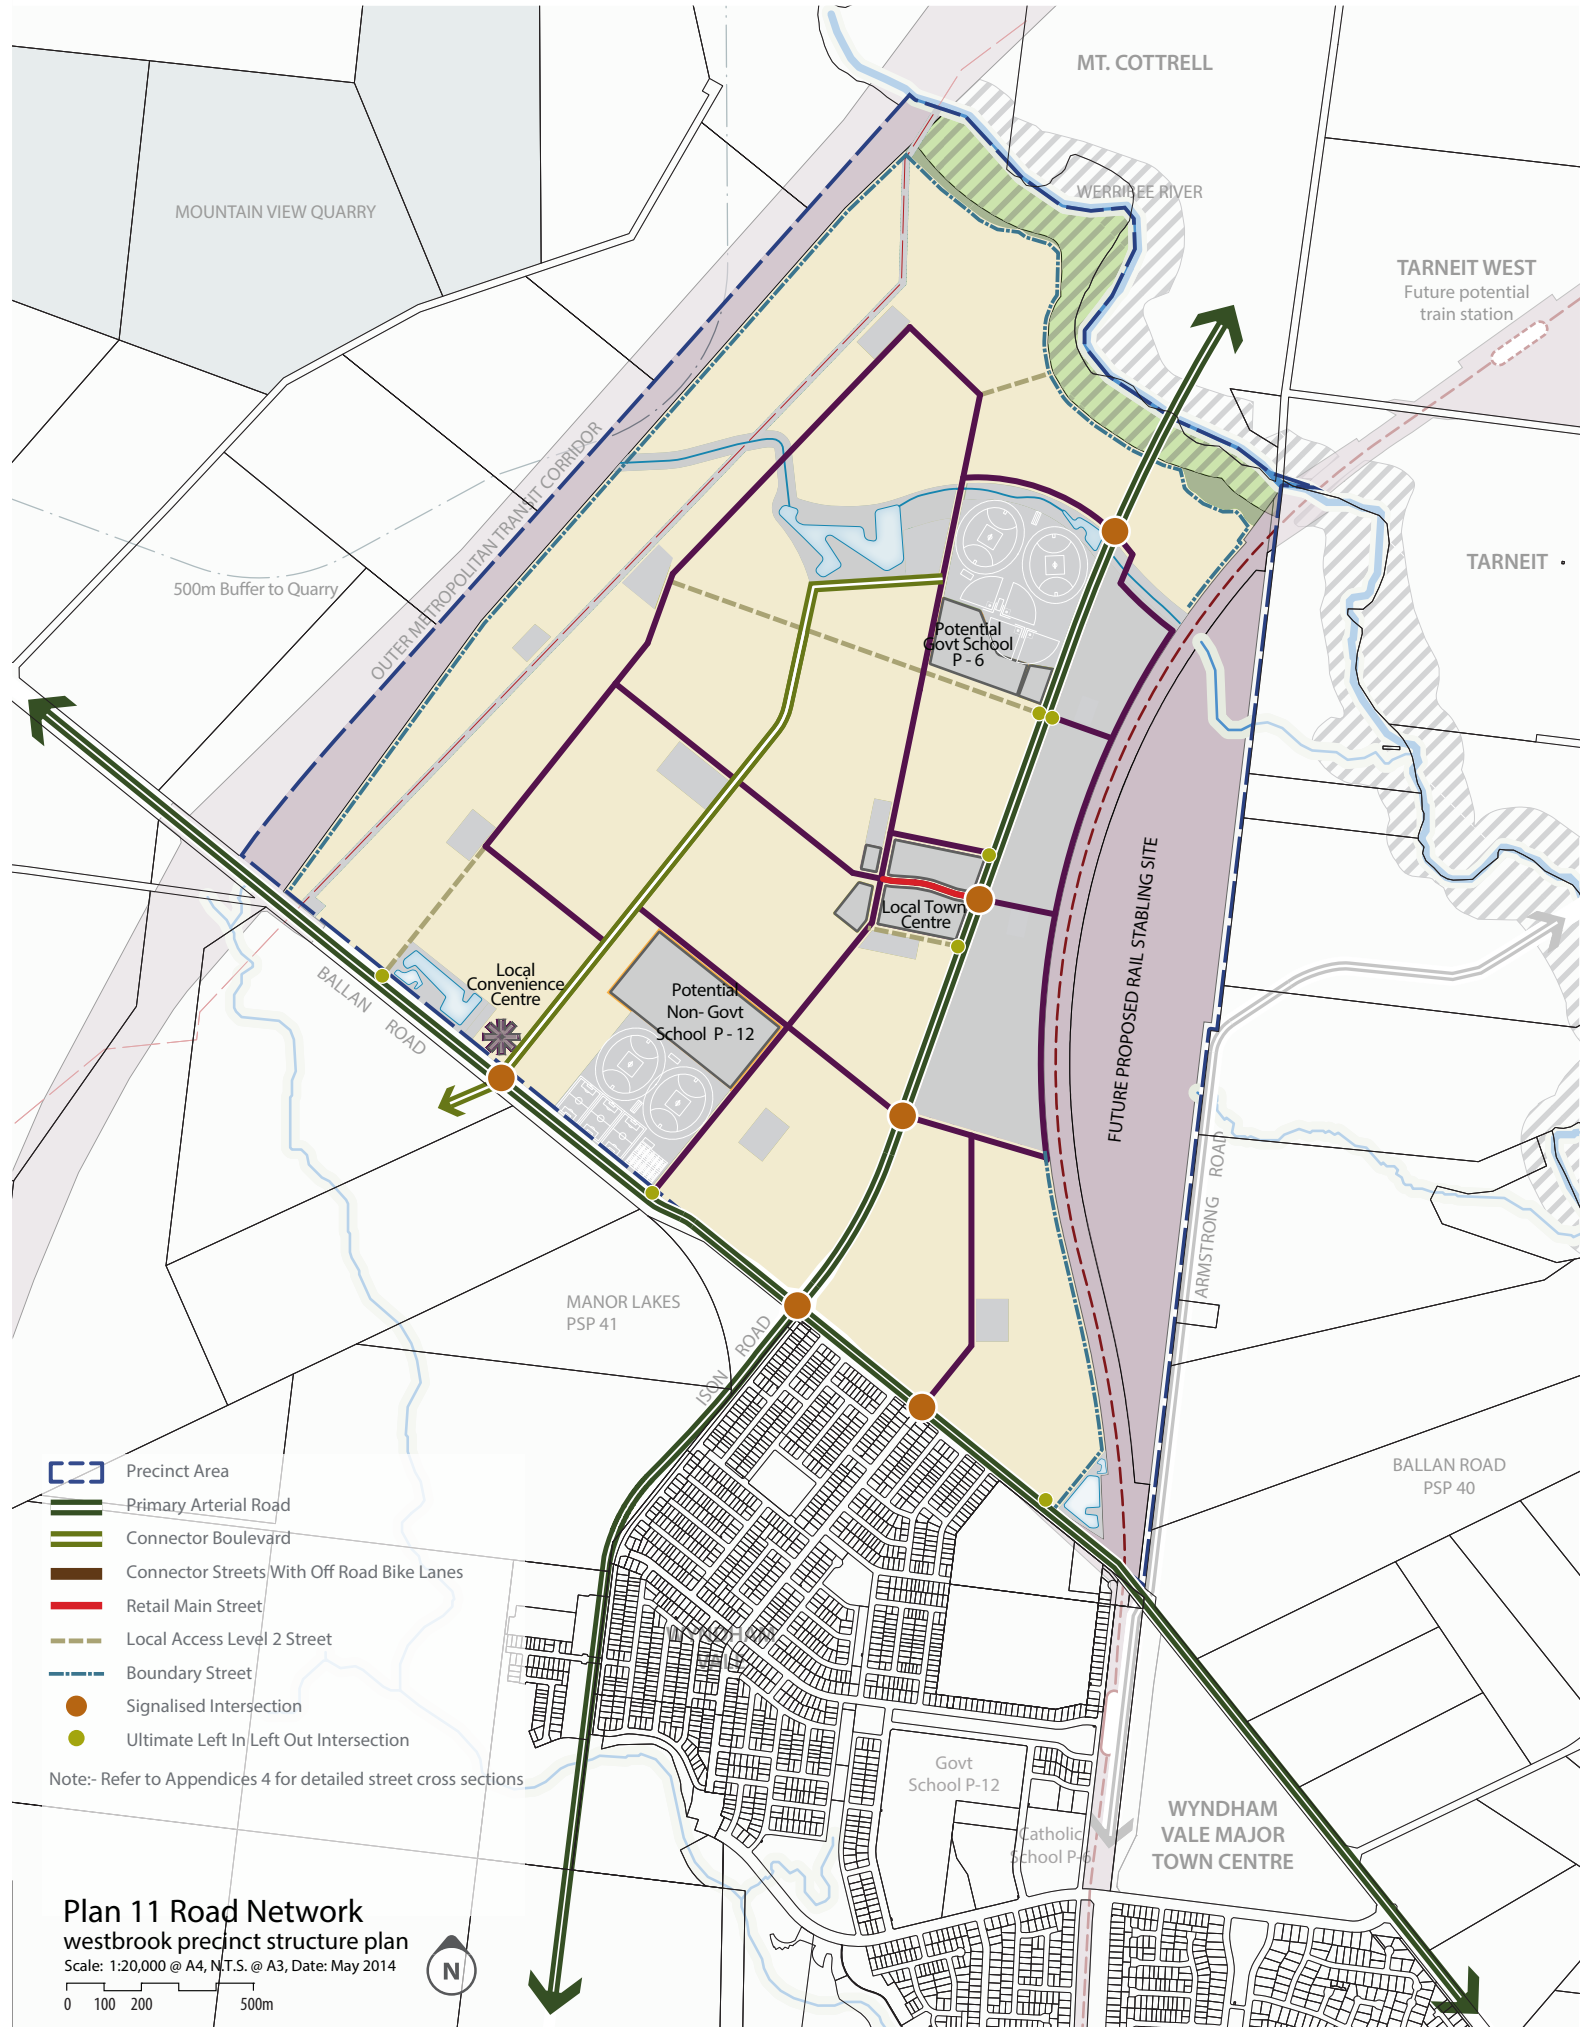 MT. COTTRELL
WERRIBEE RIVER
MOUNTAIN VIEW QUARRY
TARNEIT WEST
Future potential
train station
TARNEIT
500m Buffer to Quarry
OUTER METROPOLITAN TRANSIT CORRIDOR
Potential
Govt School
P - 6
Local Town
Centre
FUTURE PROPOSED RAIL STABLING SITE
Local
Convenience
Centre
Potential
Non- Govt
School P - 12
BALLAN ROAD
ARMSTRONG ROAD
MANOR LAKES
PSP 41
ISON ROAD
BALLAN ROAD
PSP 40
WYNDHAM
VALE
Govt
School P-12
Catholic
School P-6
WYNDHAM
VALE MAJOR
TOWN CENTRE
Precinct Area
Primary Arterial Road
Connector Boulevard
Connector Streets With Off Road Bike Lanes
Retail Main Street
Local Access Level 2 Street
Boundary Street
Signalised Intersection
Ultimate Left In Left Out Intersection
Note:- Refer to Appendices 4 for detailed street cross sections
Plan 11 Road Network
westbrook precinct structure plan
Scale: 1:20,000 @ A4, N.T.S. @ A3, Date: May 2014
0 100 200 500m
N